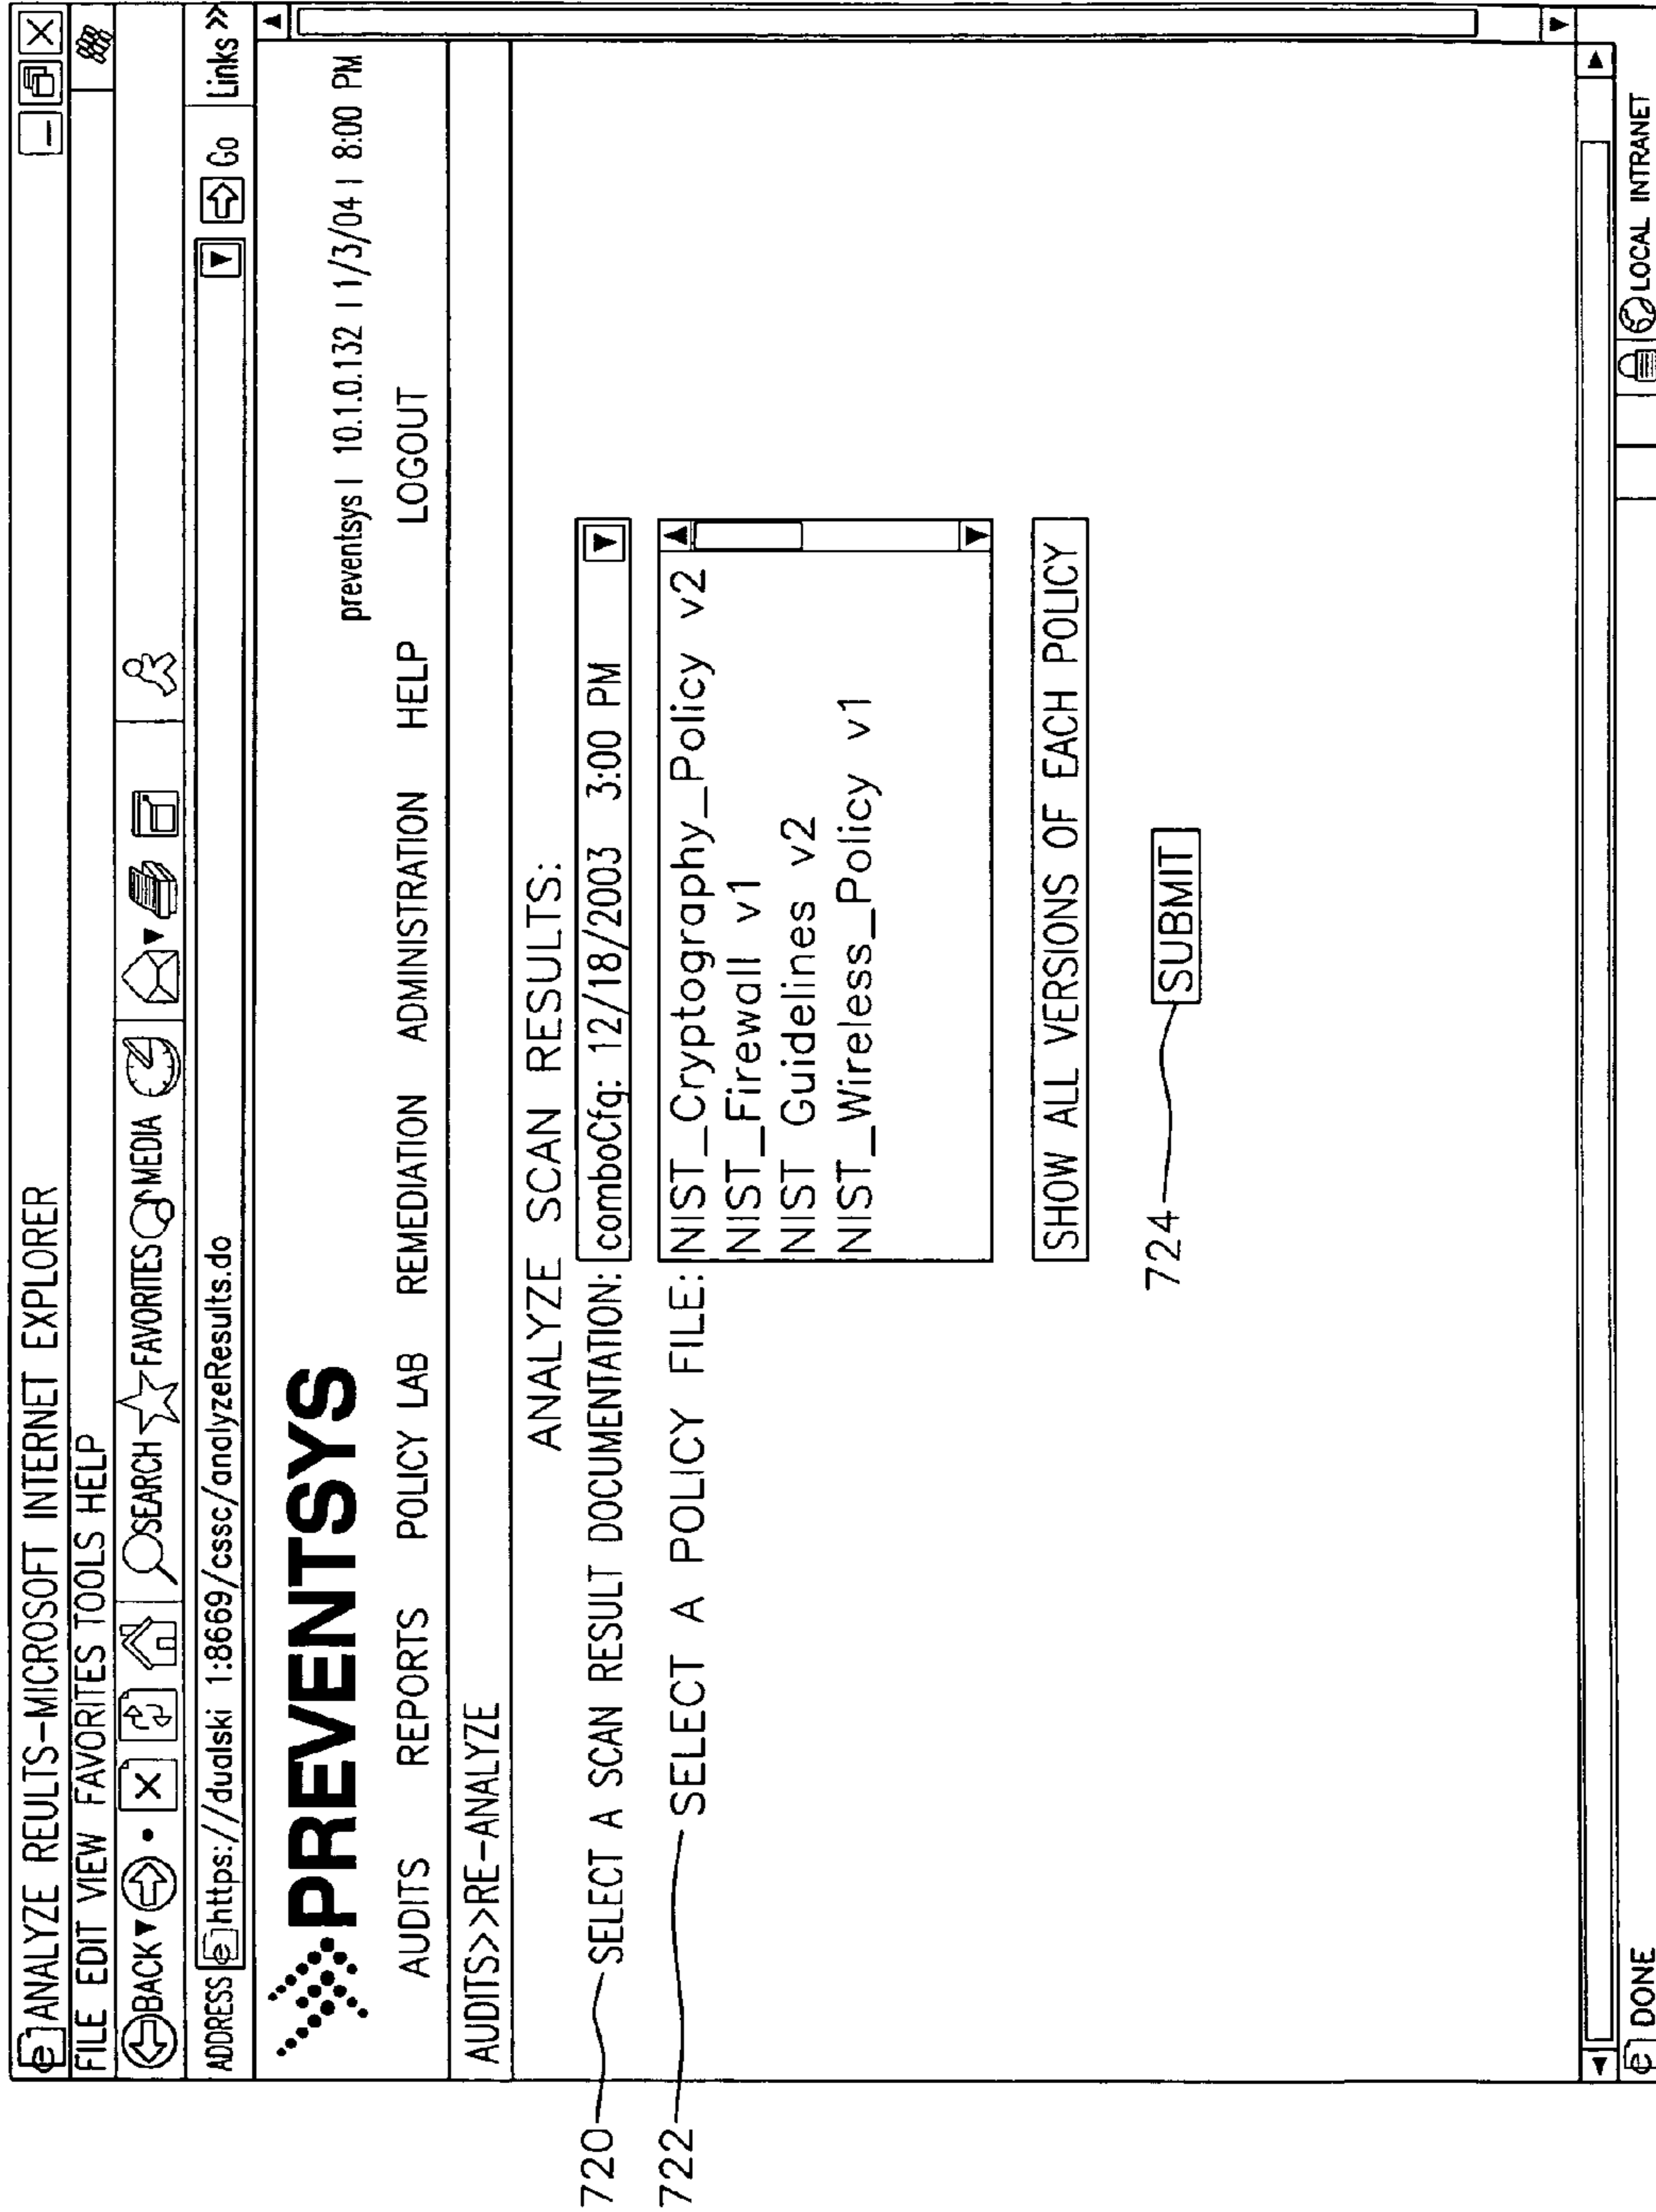 ANALYZE REULTS-MICROSOFT INTERNET EXPLORER
FILE EDIT VIEW FAVORITES TOOLS HELP
BACK SEARCH FAVORITES MEDIA
ADDRESS https://dualski 1:8669/cssc/analyzeResults.do Go Links >>
PREVENTSYS
preventsys | 10.1.0.132 | 1/3/04 | 8:00 PM
AUDITS REPORTS POLICY LAB REMEDIATION ADMINISTRATION HELP LOGOUT
AUDITS>>RE-ANALYZE
ANALYZE SCAN RESULTS:
720 SELECT A SCAN RESULT DOCUMENTATION: comboCfg: 12/18/2003 3:00 PM
722 SELECT A POLICY FILE: NIST_Cryptography_Policy v2
NIST_Firewall v1
NIST Guidelines v2
NIST_Wireless_Policy v1
SHOW ALL VERSIONS OF EACH POLICY
724 SUBMIT
DONE LOCAL INTRANET